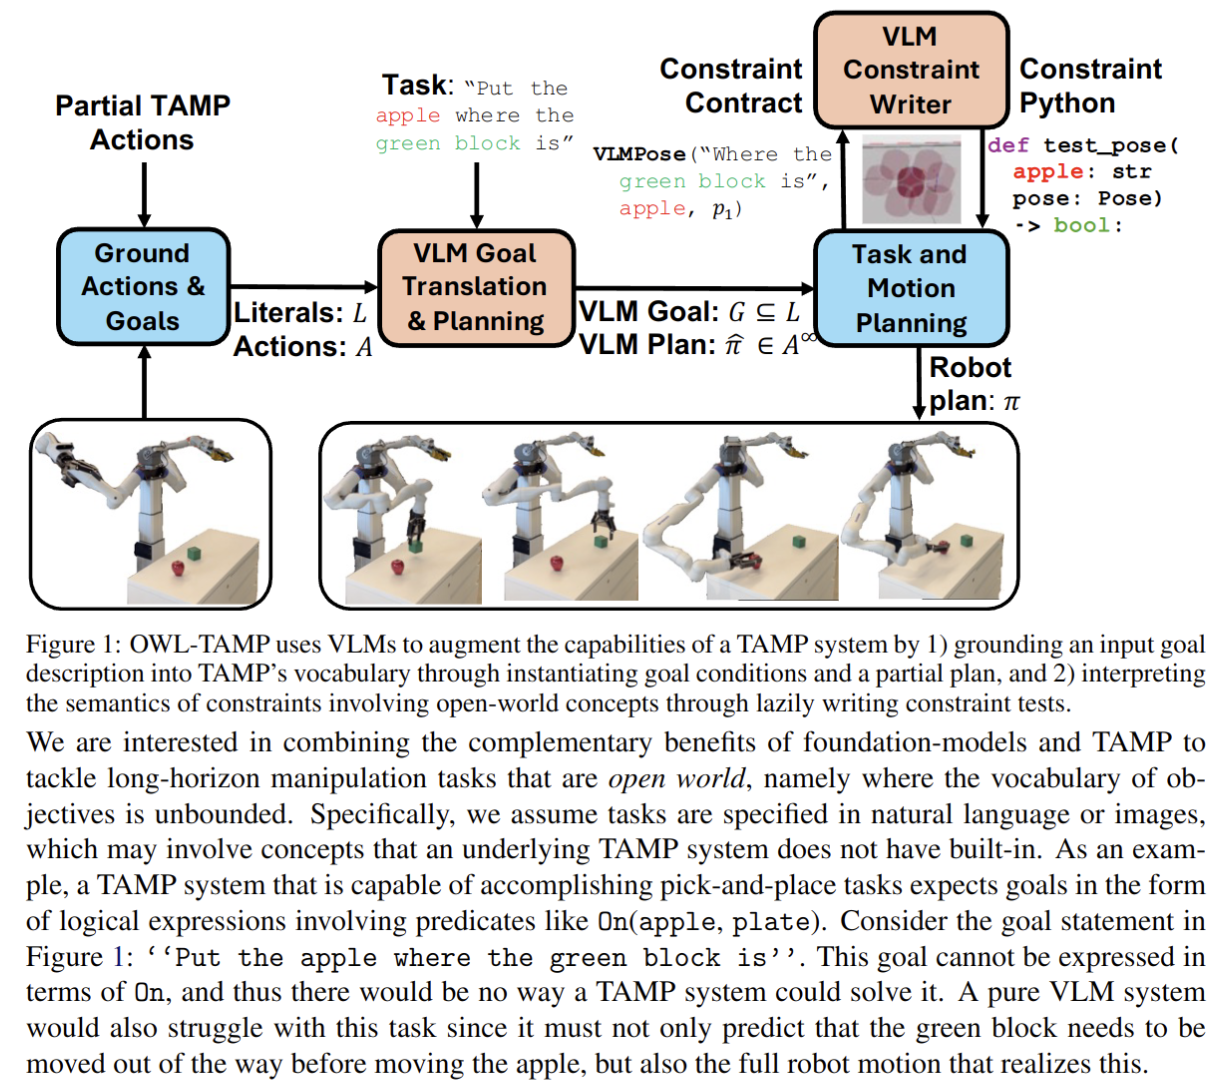 Partial TAMP
Actions
Task: “Put the
apple where the
green block is”
Constraint
Contract
VLM
Constraint
Writer
Constraint
Python
VLMPose(“Where the
green block is”,
apple, p₁)
def test_pose(
apple: str
pose: Pose)
-> bool:
Ground
Actions &
Goals
Literals: L
Actions: A
VLM Goal
Translation
& Planning
VLM Goal: G ⊆ L
VLM Plan: π̂ ∈ A^∞
Task and
Motion
Planning
Robot
plan: π
Figure 1: OWL-TAMP uses VLMs to augment the capabilities of a TAMP system by 1) grounding an input goal
description into TAMP’s vocabulary through instantiating goal conditions and a partial plan, and 2) interpreting
the semantics of constraints involving open-world concepts through lazily writing constraint tests.
We are interested in combining the complementary benefits of foundation-models and TAMP to
tackle long-horizon manipulation tasks that are open world, namely where the vocabulary of ob-
jectives is unbounded. Specifically, we assume tasks are specified in natural language or images,
which may involve concepts that an underlying TAMP system does not have built-in. As an exam-
ple, a TAMP system that is capable of accomplishing pick-and-place tasks expects goals in the form
of logical expressions involving predicates like On(apple, plate). Consider the goal statement in
Figure 1: ‘‘Put the apple where the green block is’’. This goal cannot be expressed in
terms of On, and thus there would be no way a TAMP system could solve it. A pure VLM system
would also struggle with this task since it must not only predict that the green block needs to be
moved out of the way before moving the apple, but also the full robot motion that realizes this.